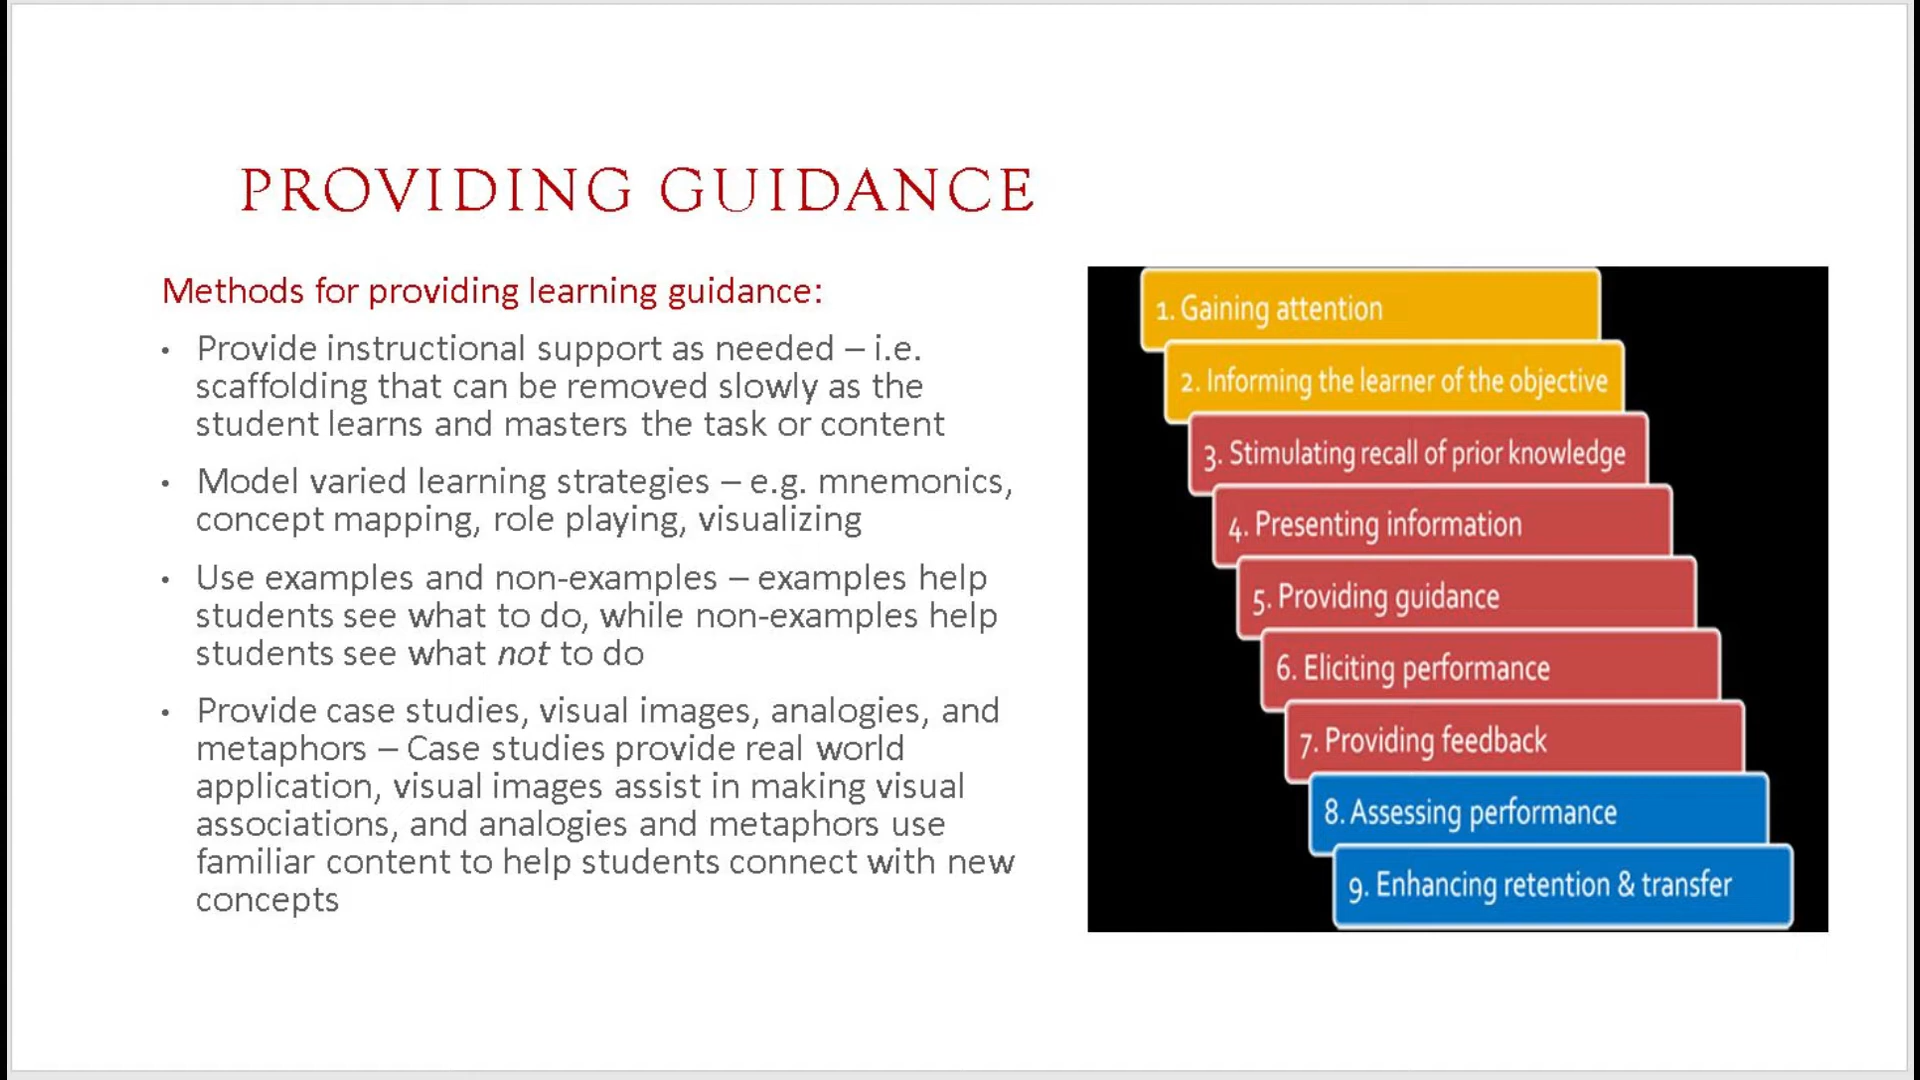 PROVIDING GUIDANCE
Methods for providing learning guidance:
• Provide instructional support as needed – i.e.
scaffolding that can be removed slowly as the
student learns and masters the task or content
• Model varied learning strategies – e.g. mnemonics,
concept mapping, role playing, visualizing
• Use examples and non-examples – examples help
students see what to do, while non-examples help
students see what not to do
• Provide case studies, visual images, analogies, and
metaphors – Case studies provide real world
application, visual images assist in making visual
associations, and analogies and metaphors use
familiar content to help students connect with new
concepts
1. Gaining attention
2. Informing the learner of the objective
3. Stimulating recall of prior knowledge
4. Presenting information
5. Providing guidance
6. Eliciting performance
7. Providing feedback
8. Assessing performance
9. Enhancing retention & transfer